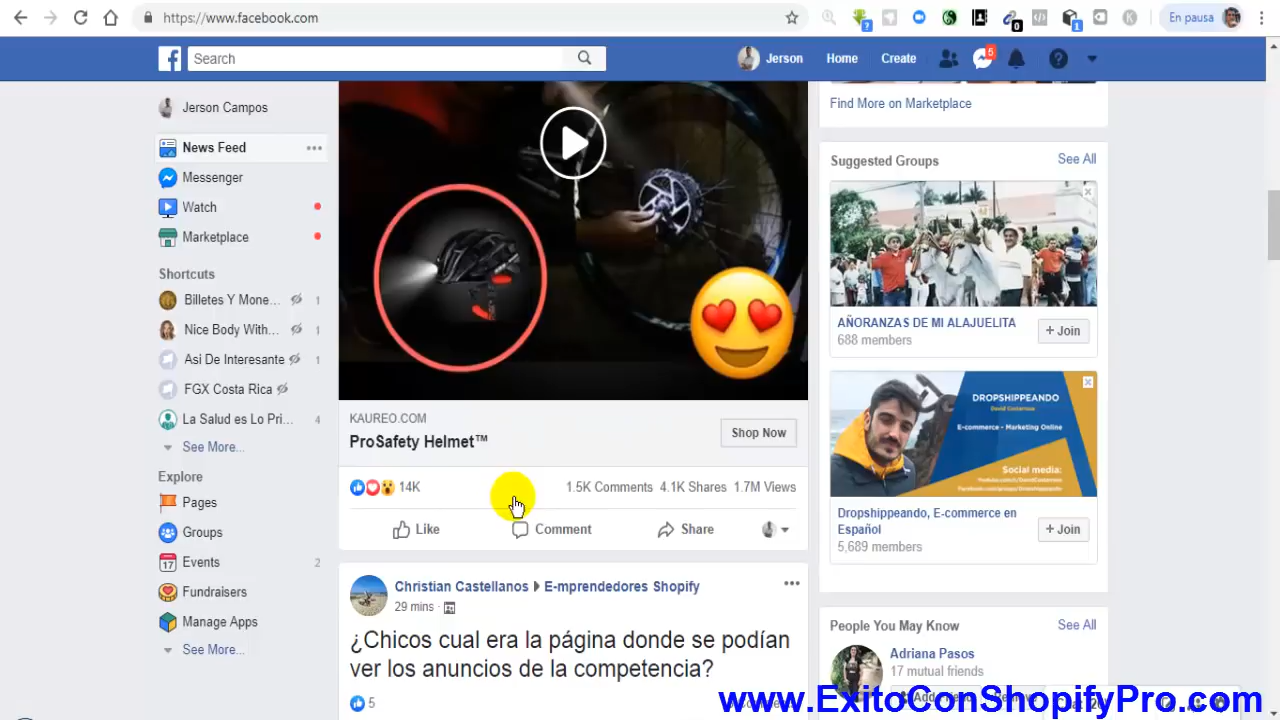 https://www.facebook.com
En pausa
Search
Jerson
Home
Create
5
Jerson Campos
News Feed
Messenger
Watch
Marketplace
Shortcuts
Billetes Y Mone... 1
Nice Body With... 1
Asi De Interesante 1
FGX Costa Rica
La Salud es Lo Pri... 4
See More...
Explore
Pages
Groups
Events 2
Fundraisers
Manage Apps
See More...
KAUREO.COM
ProSafety Helmet™
Shop Now
14K
1.5K Comments 4.1K Shares 1.7M Views
Like
Comment
Share
Christian Castellanos E-mprendedores Shopify
29 mins
¿Chicos cual era la página donde se podían
ver los anuncios de la competencia?
5
Find More on Marketplace
Suggested Groups
See All
AÑORANZAS DE MI ALAJUELITA
688 members
+ Join
DROPSHIPPEANDO
E-commerce - Marketing Online
Social media:
Dropshippeando, E-commerce en
Español
5,689 members
+ Join
People You May Know
See All
Adriana Pasos
17 mutual friends
www.ExitoConShopifyPro.com